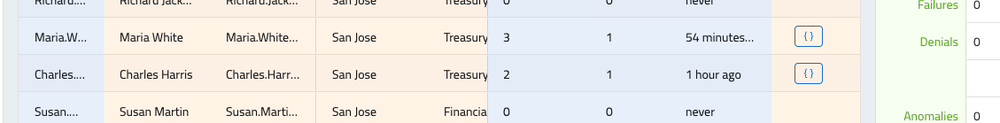 Richard.... Richard Jack... Richard.Jack... San Jose Treasury 0 0 never
Failures 0
Maria.W... Maria White Maria.White... San Jose Treasury 3 1 54 minutes... {}
Denials 0
Charles.... Charles Harris Charles.Harr... San Jose Treasury 2 1 1 hour ago {}
Susan.... Susan Martin Susan.Marti... San Jose Financia 0 0 never
Anomalies 0